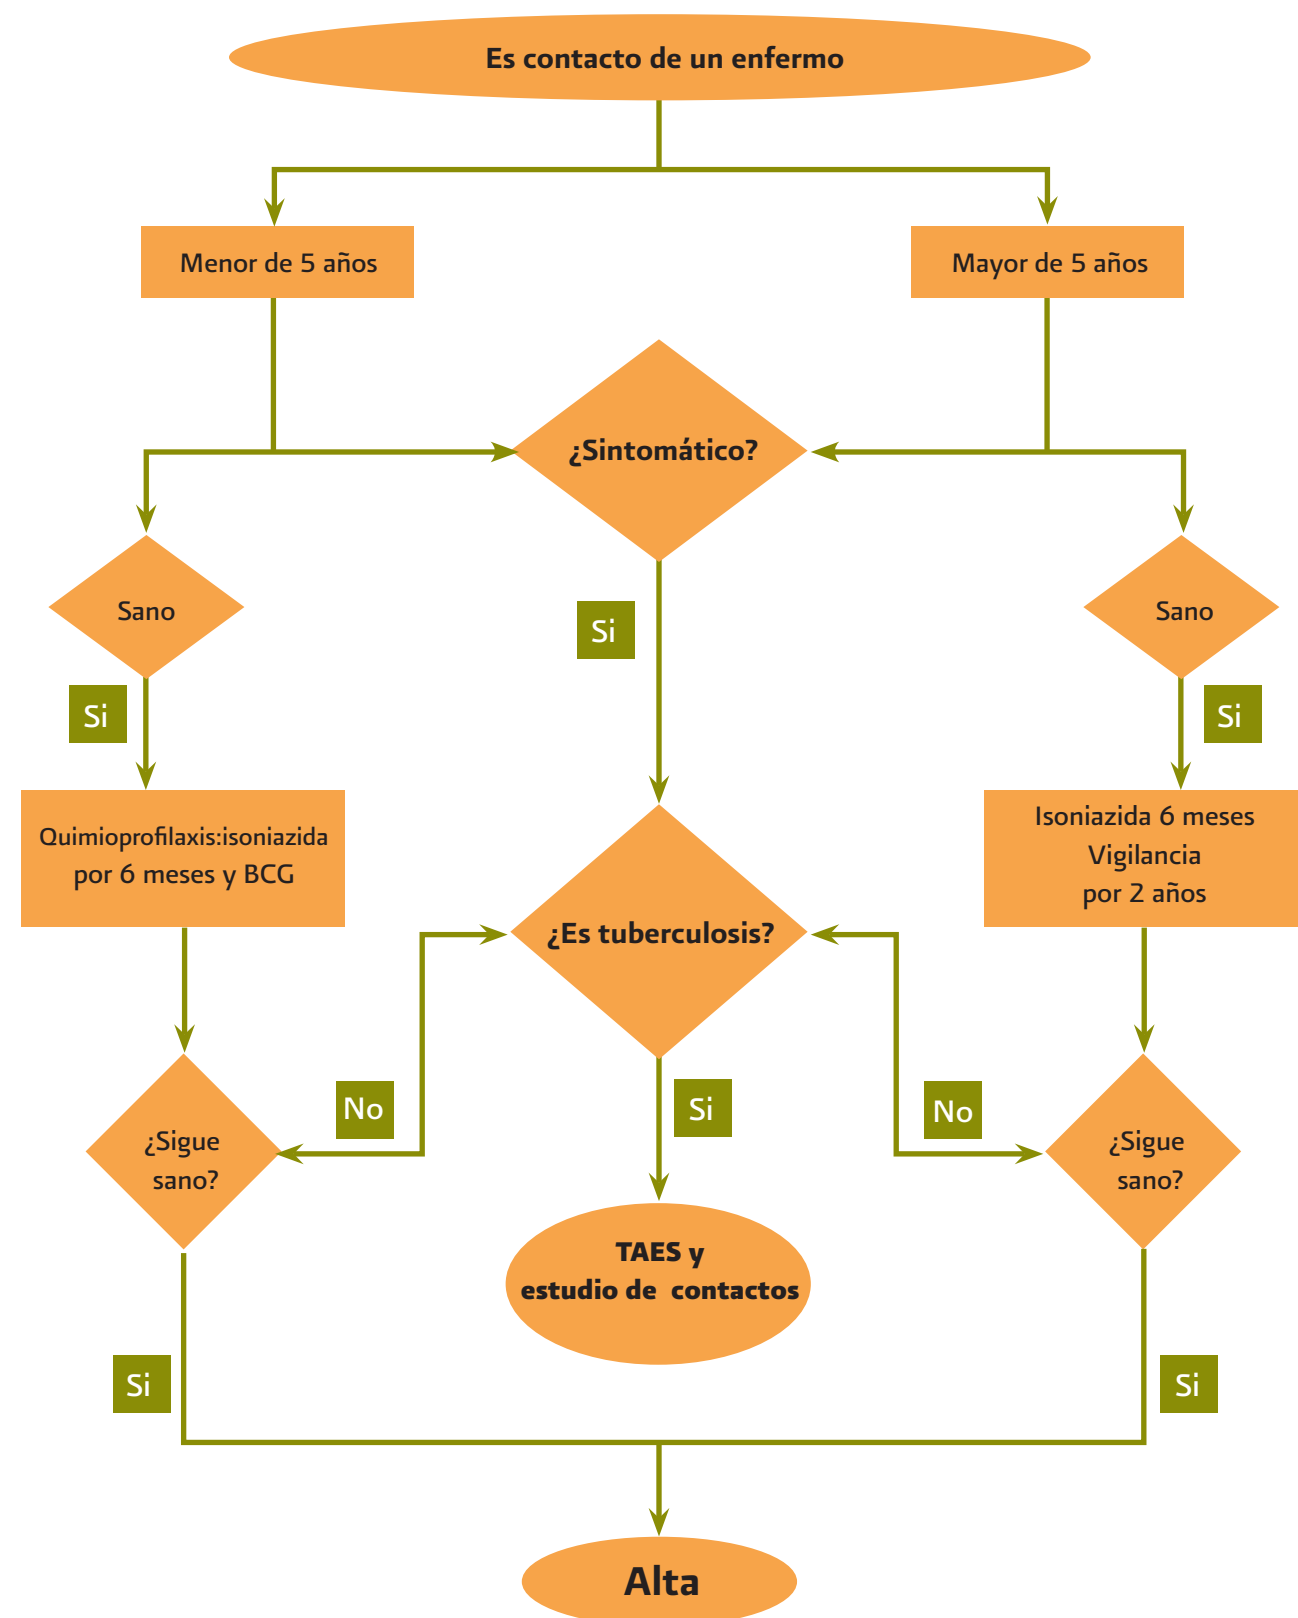 Es contacto de un enfermo
Menor de 5 años
Mayor de 5 años
¿Sintomático?
Sano
Si
Sano
Si
Si
Quimioprofilaxis:isoniazida
por 6 meses y BCG
Isoniazida 6 meses
Vigilancia
por 2 años
¿Es tuberculosis?
No
Si
No
¿Sigue
sano?
¿Sigue
sano?
TAES y
estudio de contactos
Si
Si
Alta